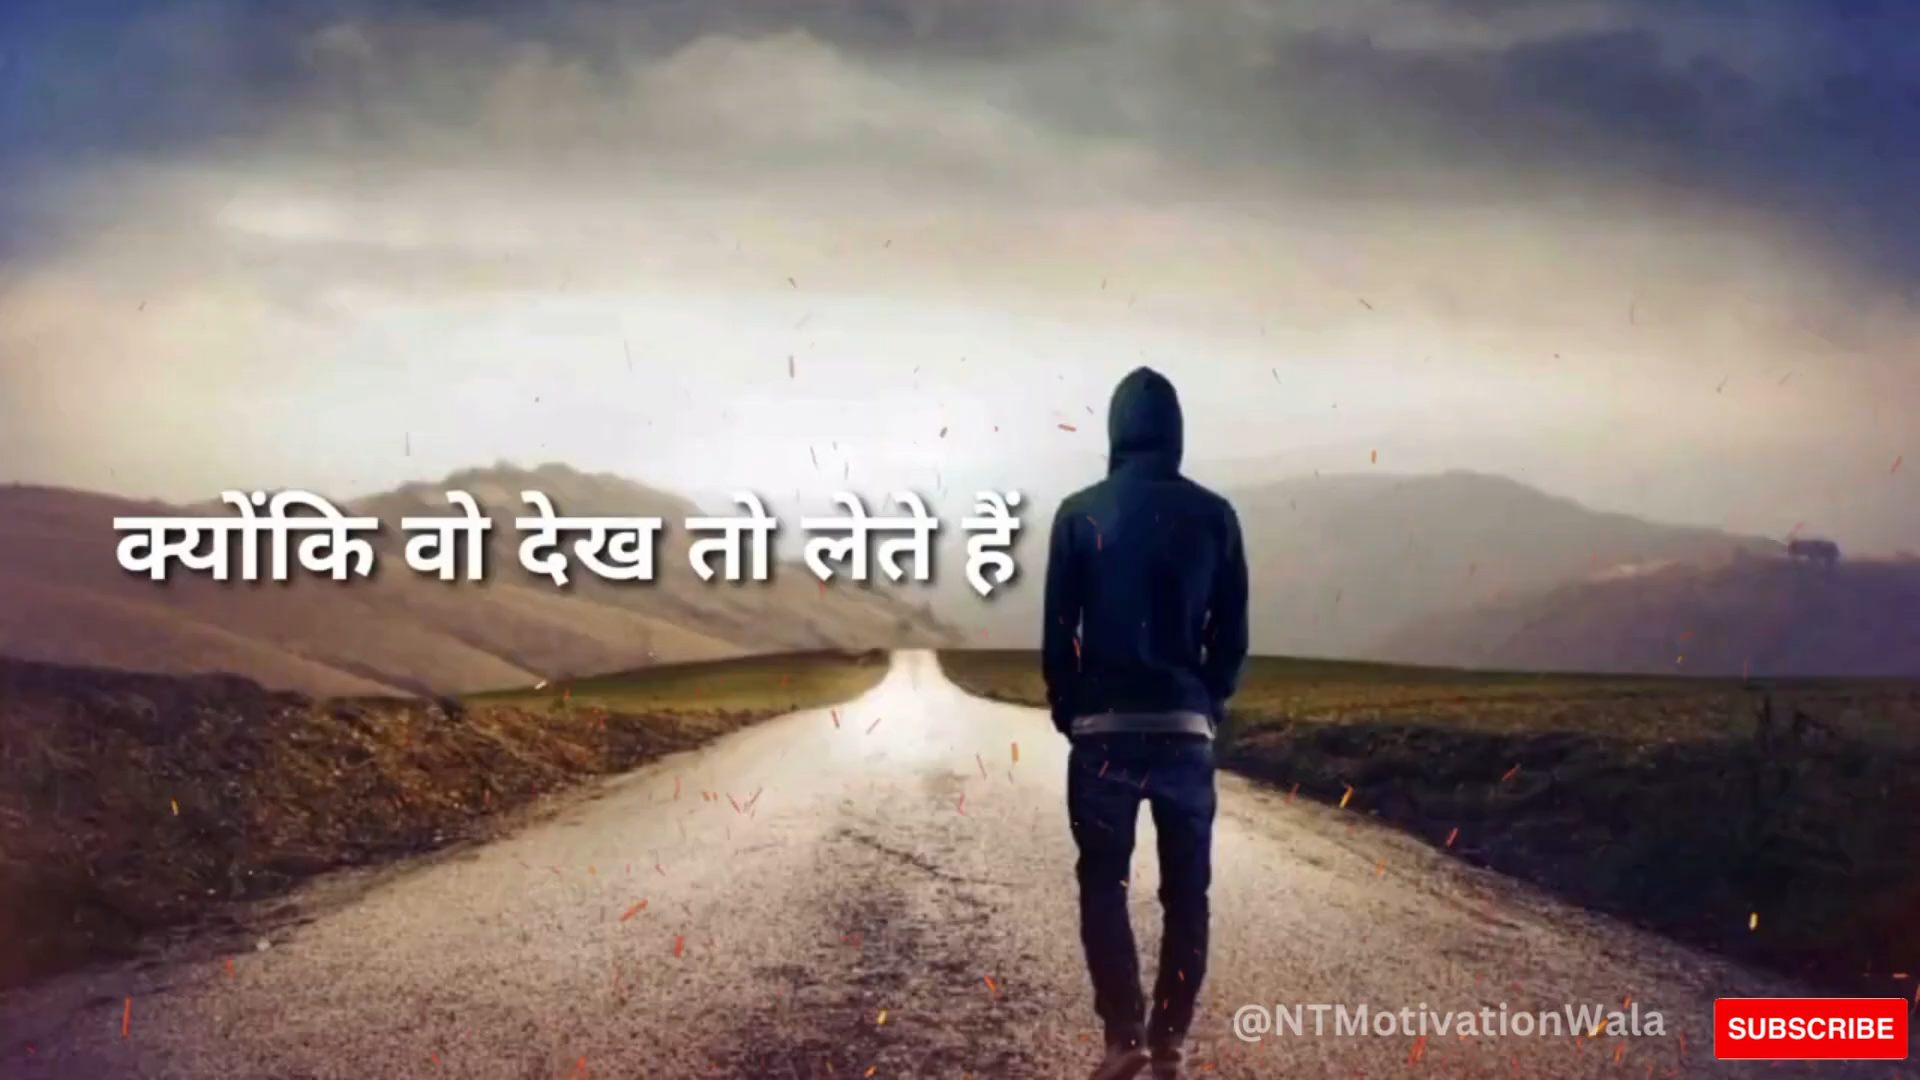 क्योंकि वो देख तो लेते हैं
@NTMotivationWala
SUBSCRIBE